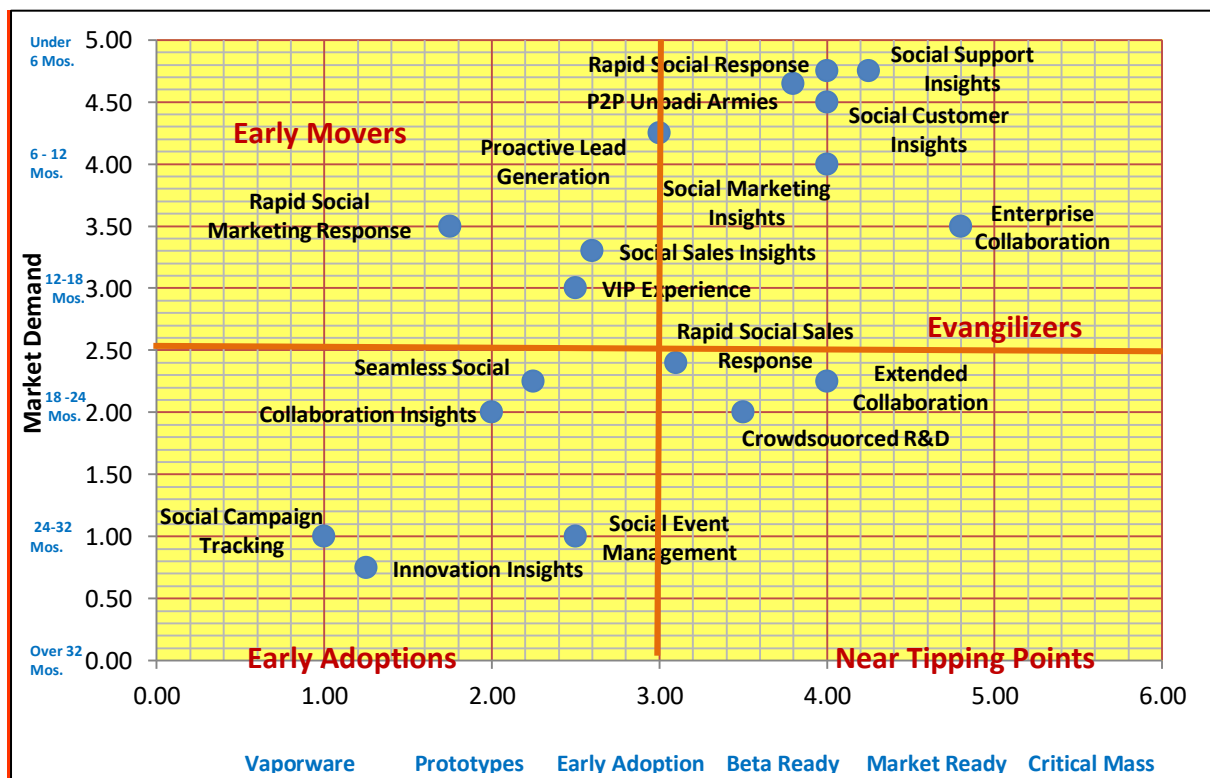 Under
6 Mos.
5.00
Rapid Social Response
Social Support
Insights
4.50
P2P Unpadi Armies
Early Movers
Social Customer
Insights
6 - 12
Mos.
4.00
Proactive Lead
Generation
Social Marketing
Insights
Rapid Social
Marketing Response
3.50
Enterprise
Collaboration
Social Sales Insights
Market Demand
12-18
Mos.
3.00
VIP Experience
Rapid Social Sales
Response
Evangilizers
2.50
Seamless Social
Extended
Collaboration
18 -24
Mos.
2.00
Collaboration Insights
Crowdsouorced R&D
1.50
24-32
Mos.
1.00
Social Campaign
Tracking
Social Event
Management
Innovation Insights
0.50
Over 32
Mos.
0.00
Early Adoptions
Near Tipping Points
0.00 1.00 2.00 3.00 4.00 5.00 6.00
Vaporware Prototypes Early Adoption Beta Ready Market Ready Critical Mass